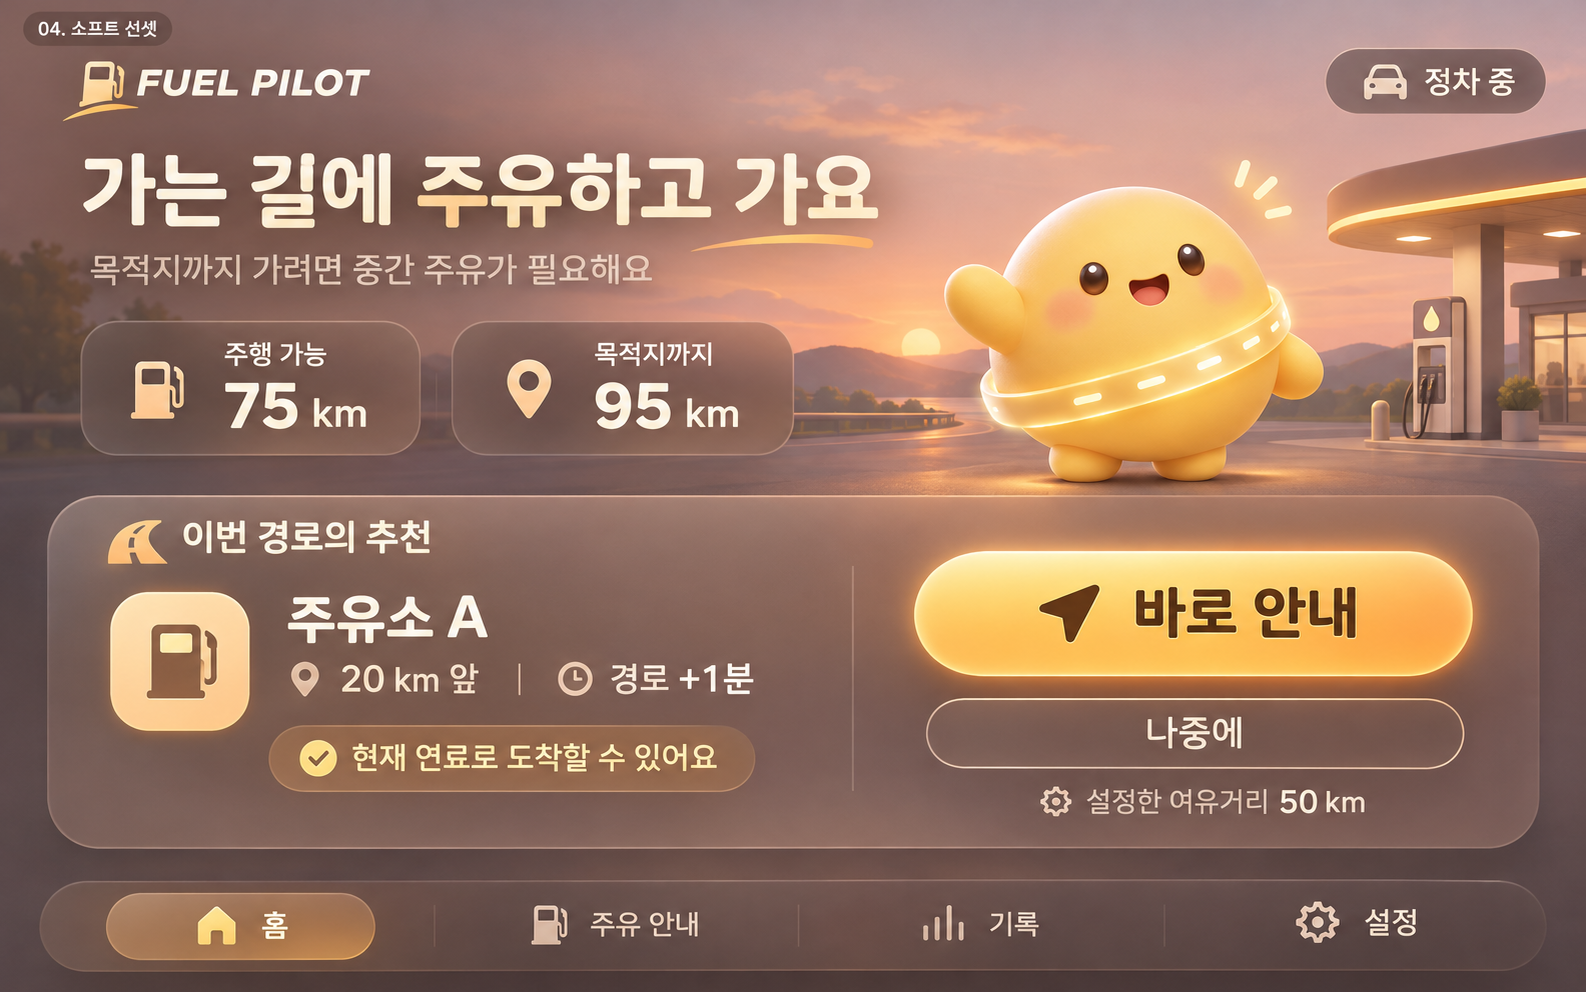 04. 소프트 선셋
FUEL PILOT
정차 중
가는 길에 주유하고 가요
목적지까지 가려면 중간 주유가 필요해요
주행 가능
75 km
목적지까지
95 km
이번 경로의 추천
주유소 A
20 km 앞
경로 +1분
현재 연료로 도착할 수 있어요
바로 안내
나중에
설정한 여유거리 50 km
홈
주유 안내
기록
설정